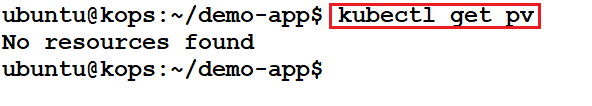 ubuntu@kops:~/demo-app$ kubectl get pv
No resources found
ubuntu@kops:~/demo-app$